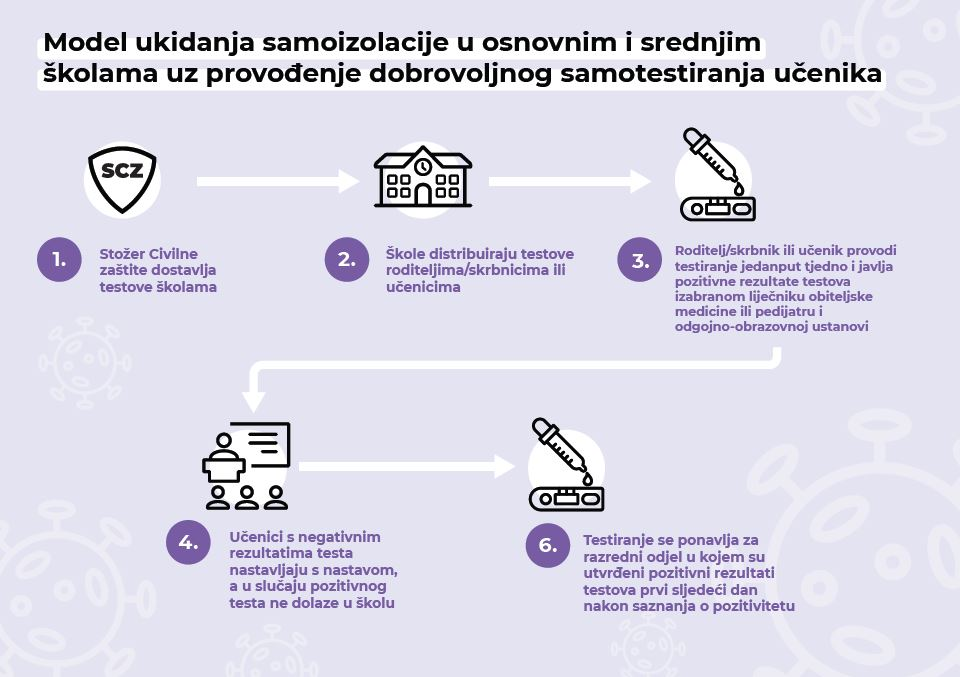 Model ukidanja samoizolacije u osnovnim i srednjim
školama uz provođenje dobrovoljnog samotestiranja učenika
SCZ
1.
Stožer Civilne
zaštite dostavlja
testove školama
2.
Škole distribuiraju testove
roditeljima/skrbnicima ili
učenicima
3.
Roditelj/skrbnik ili učenik provodi
testiranje jedanput tjedno i javlja
pozitivne rezultate testova
izabranom liječniku obiteljske
medicine ili pedijatru i
odgojno-obrazovnoj ustanovi
4.
Učenici s negativnim
rezultatima testa
nastavljaju s nastavom,
a u slučaju pozitivnog
testa ne dolaze u školu
6.
Testiranje se ponavlja za
razredni odjel u kojem su
utvrđeni pozitivni rezultati
testova prvi sljedeći dan
nakon saznanja o pozitivitetu